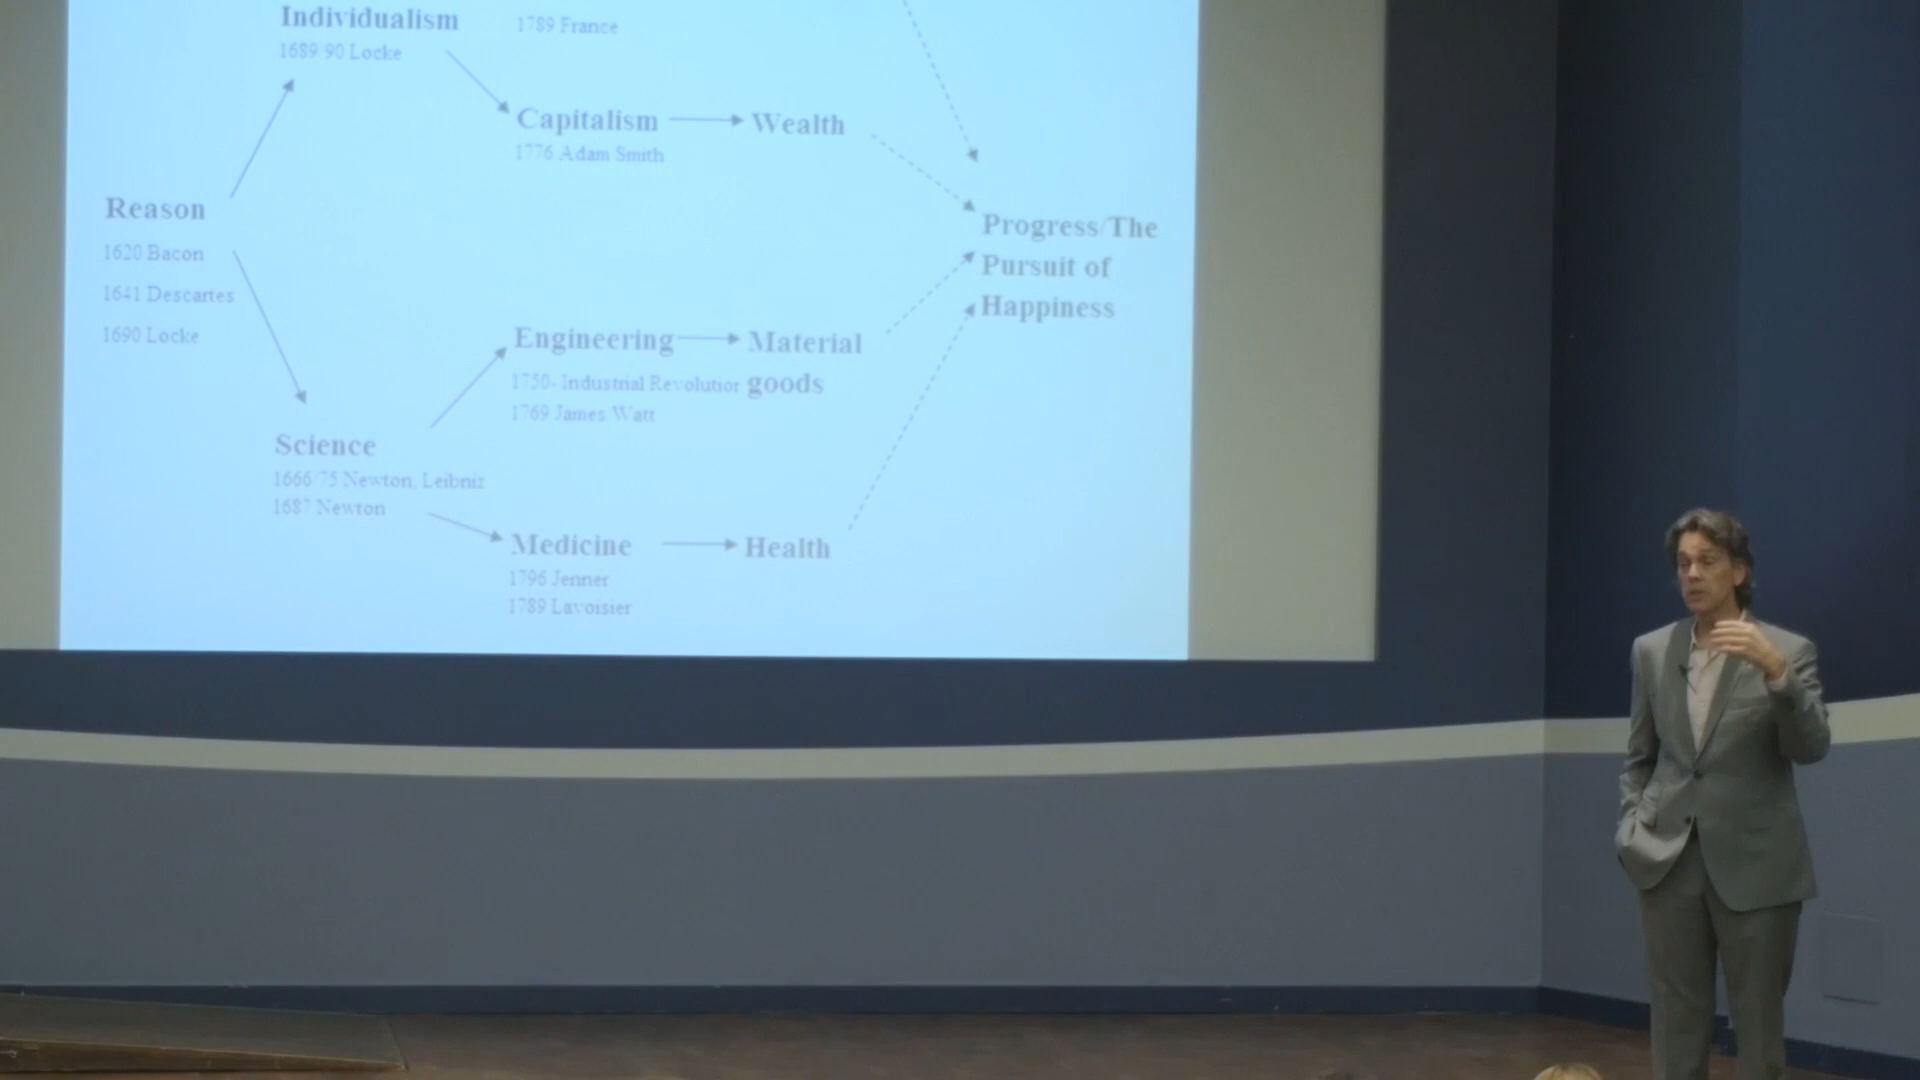 Individualism
1689/90 Locke
1789 France
Capitalism
1776 Adam Smith
Wealth
Reason
1620 Bacon
1641 Descartes
1690 Locke
Progress/The
Pursuit of
Happiness
Engineering
1750- Industrial Revolution
1769 James Watt
Material
goods
Science
1666/75 Newton, Leibniz
1687 Newton
Medicine
1796 Jenner
1789 Lavoisier
Health